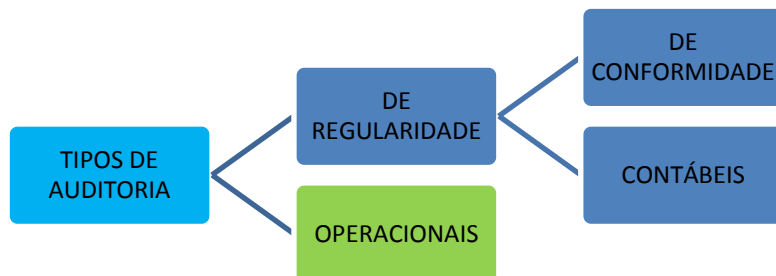 TIPOS DE
AUDITORIA
DE
REGULARIDADE
OPERACIONAIS
DE
CONFORMIDADE
CONTÁBEIS